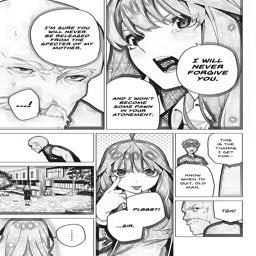 I WILL
NEVER
FORGIVE
YOU.
AND I WON'T
BECOME
SOME PAWN
IN YOUR
ATONEMENT.
I'M SURE YOU
WILL NEVER
BE RELEASED
FROM THE
SPECTER OF MY
MOTHER.
...!
THIS
IS THE
THANKS
I GET
FOR--
KNOW
WHEN TO
QUIT, OLD
MAN.
TCH!
PLBBBT!
...SIR.